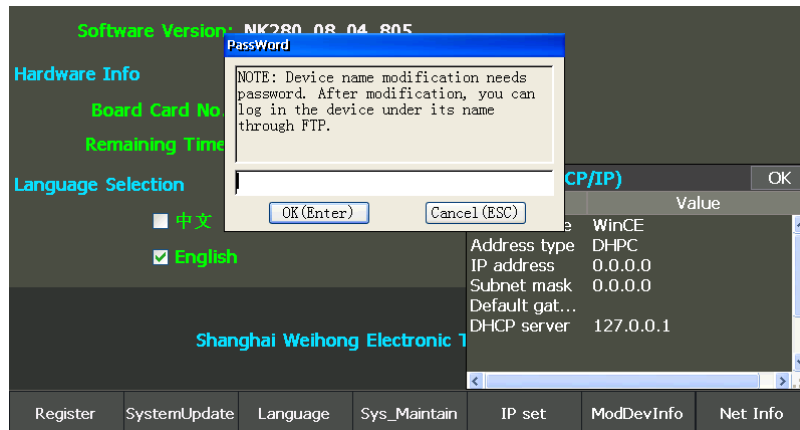 Software Version: NK280 08 04 805
PassWord
Hardware Info
NOTE: Device name modification needs
password. After modification, you can
log in the device under its name
through FTP.
Board Card No.
Remaining Time
Language Selection
OK(Enter)
Cancel(ESC)
CP/IP)
OK
Value
中文
WinCE
English
Address type DHPC
IP address 0.0.0.0
Subnet mask 0.0.0.0
Default gat...
DHCP server 127.0.0.1
Shanghai Weihong Electronic T
Register SystemUpdate Language Sys_Maintain IP set ModDevInfo Net Info